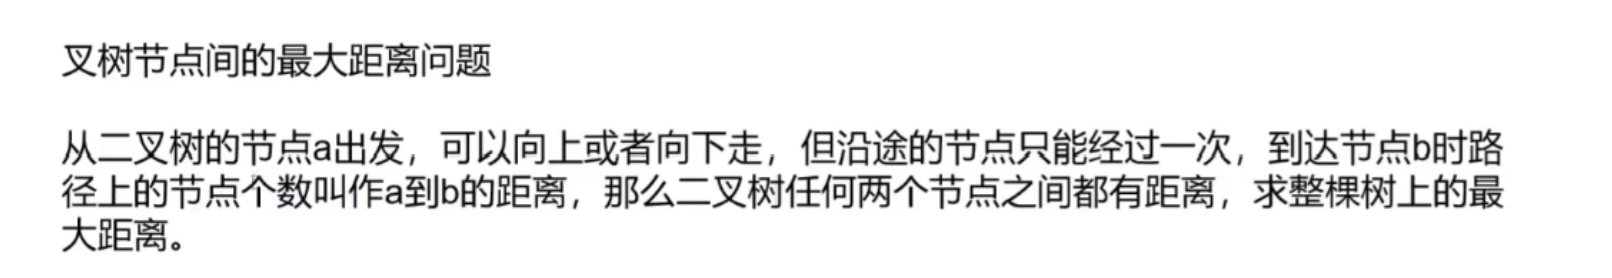 叉树节点间的最大距离问题
从二叉树的节点a出发，可以向上或者向下走，但沿途的节点只能经过一次，到达节点b时路
径上的节点个数叫作a到b的距离，那么二叉树任何两个节点之间都有距离，求整棵树上的最
大距离。